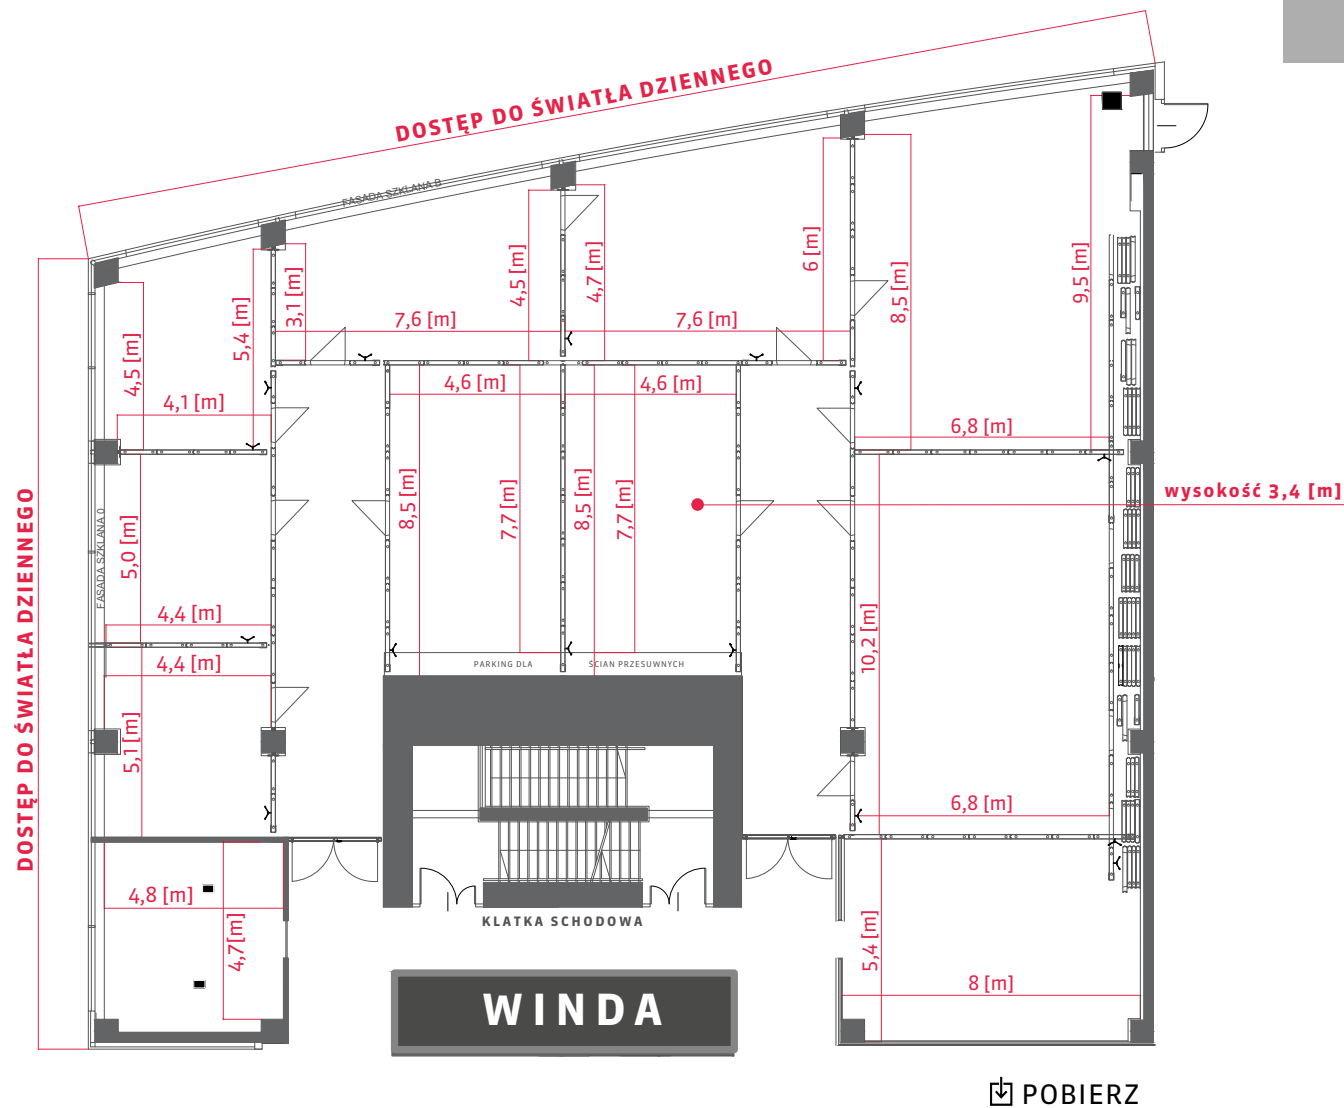 DOSTĘP DO ŚWIATŁA DZIENNEGO
FASADA SZKLANA B
4,5 [m]
4,7 [m]
6 [m]
8,5 [m]
9,5 [m]
5,4 [m]
3,1 [m]
7,6 [m]
7,6 [m]
4,5 [m]
4,1 [m]
4,6 [m]
4,6 [m]
6,8 [m]
8,5 [m]
7,7 [m]
8,5 [m]
7,7 [m]
wysokość 3,4 [m]
DOSTĘP DO ŚWIATŁA DZIENNEGO
FASADA SZKLANA 0
5,0 [m]
4,4 [m]
4,4 [m]
10,2 [m]
PARKING DLA ŚCIAN PRZESUWNYCH
5,1 [m]
6,8 [m]
4,8 [m]
4,7[m]
KLATKA SCHODOWA
5,4 [m]
8 [m]
WINDA
POBIERZ